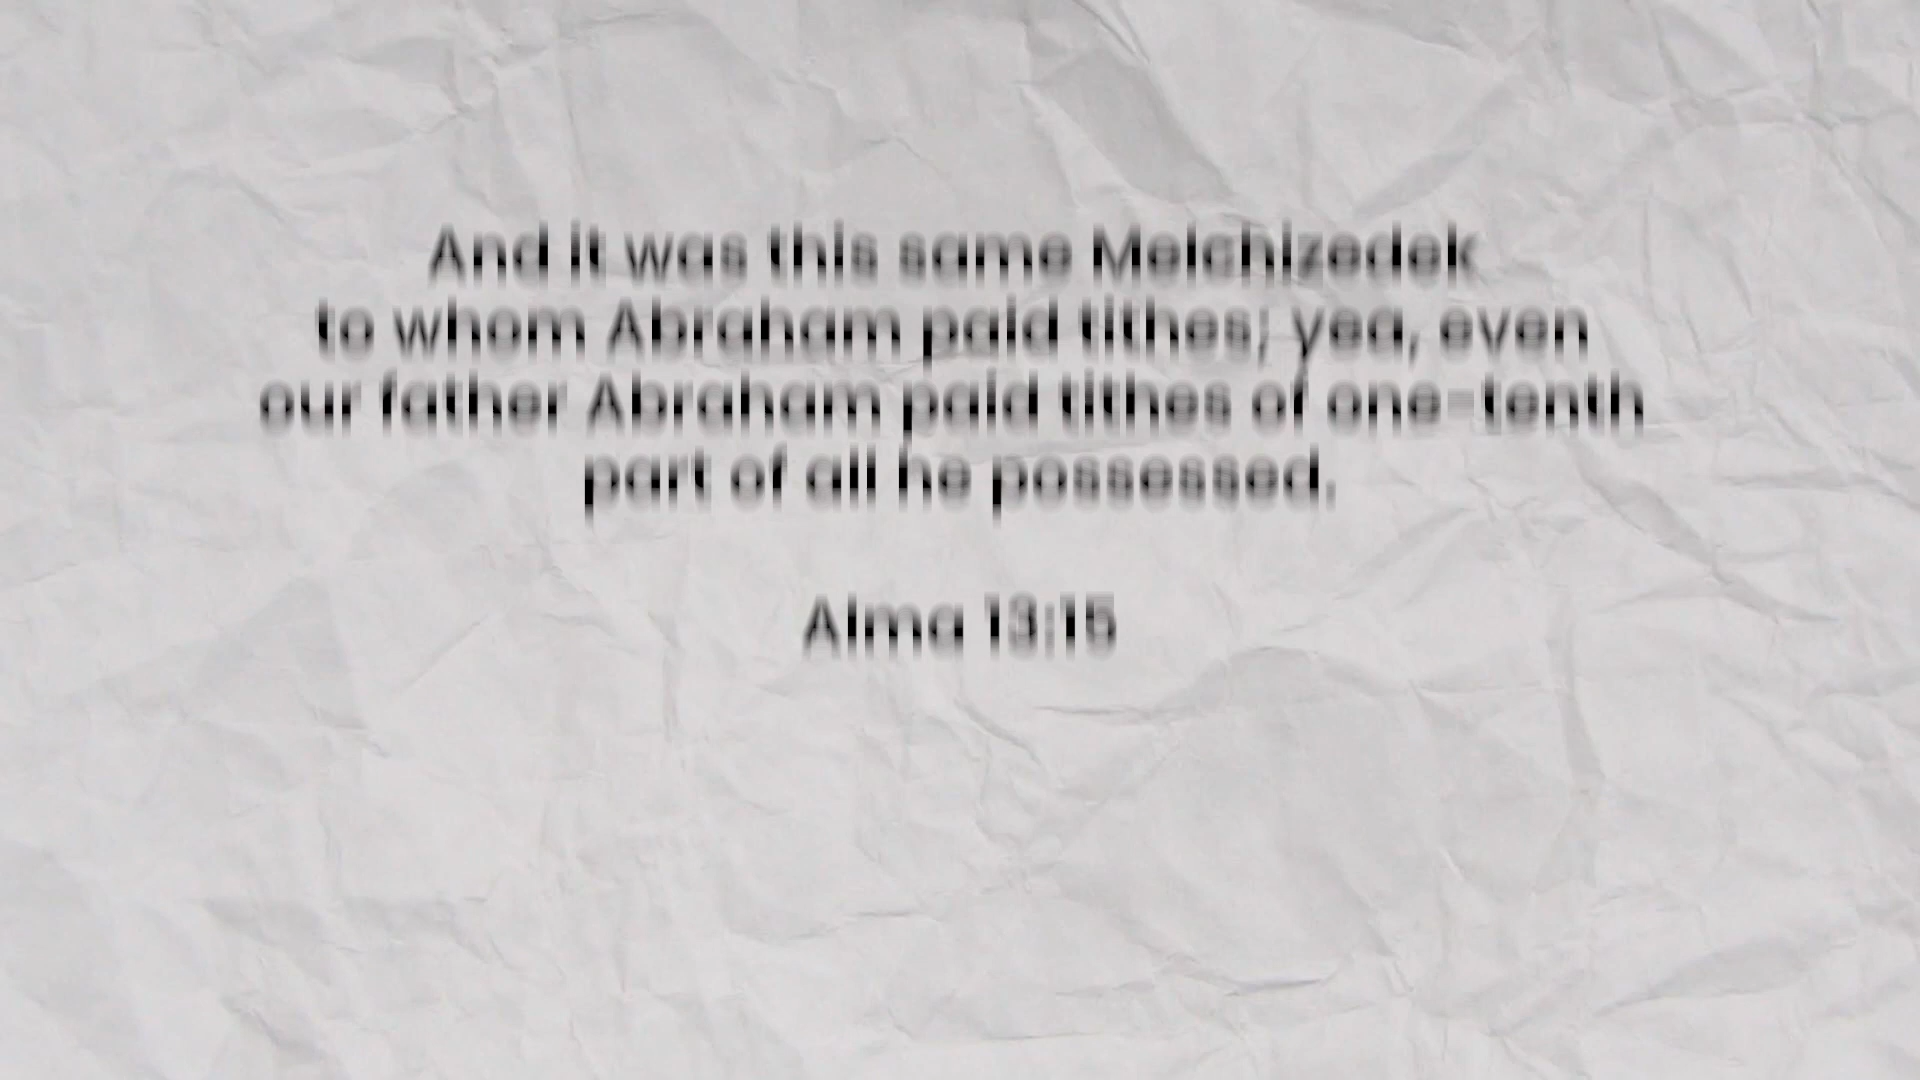 And it was this same Melchizedek
to whom Abraham paid tithes; yea, even
our father Abraham paid tithes of one-tenth
part of all he possessed.
Alma 13:15